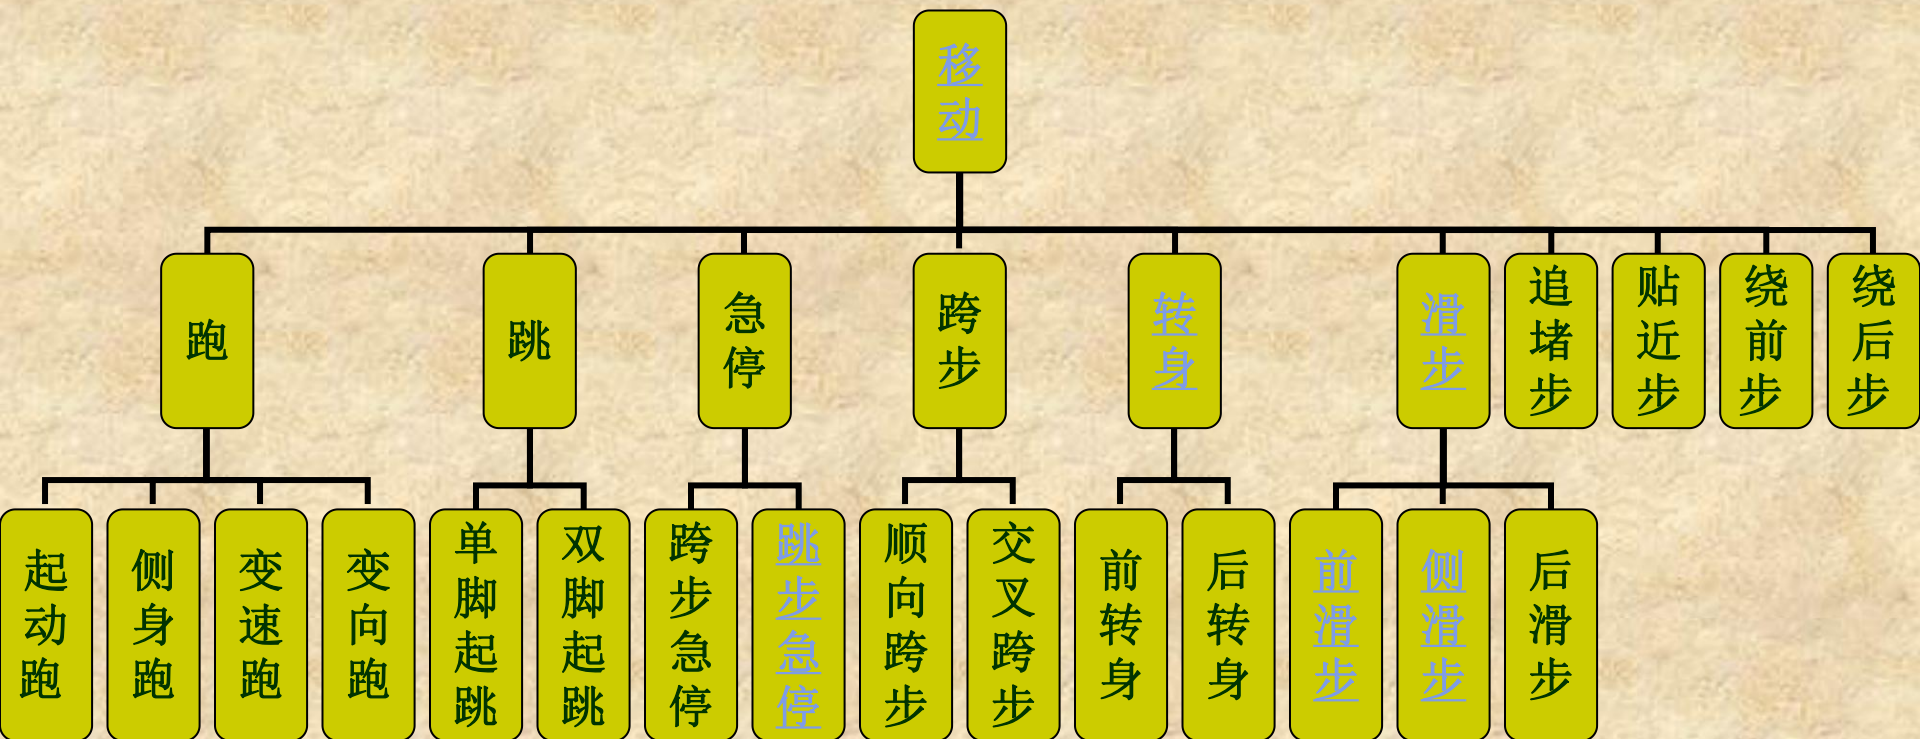 移动
跑
跳
急停
跨步
转身
滑步
追堵步
贴近步
绕前步
绕后步
起动跑
侧身跑
变速跑
变向跑
单脚起跳
双脚起跳
跨步急停
跳步急停
顺向跨步
交叉跨步
前转身
后转身
前滑步
侧滑步
后滑步